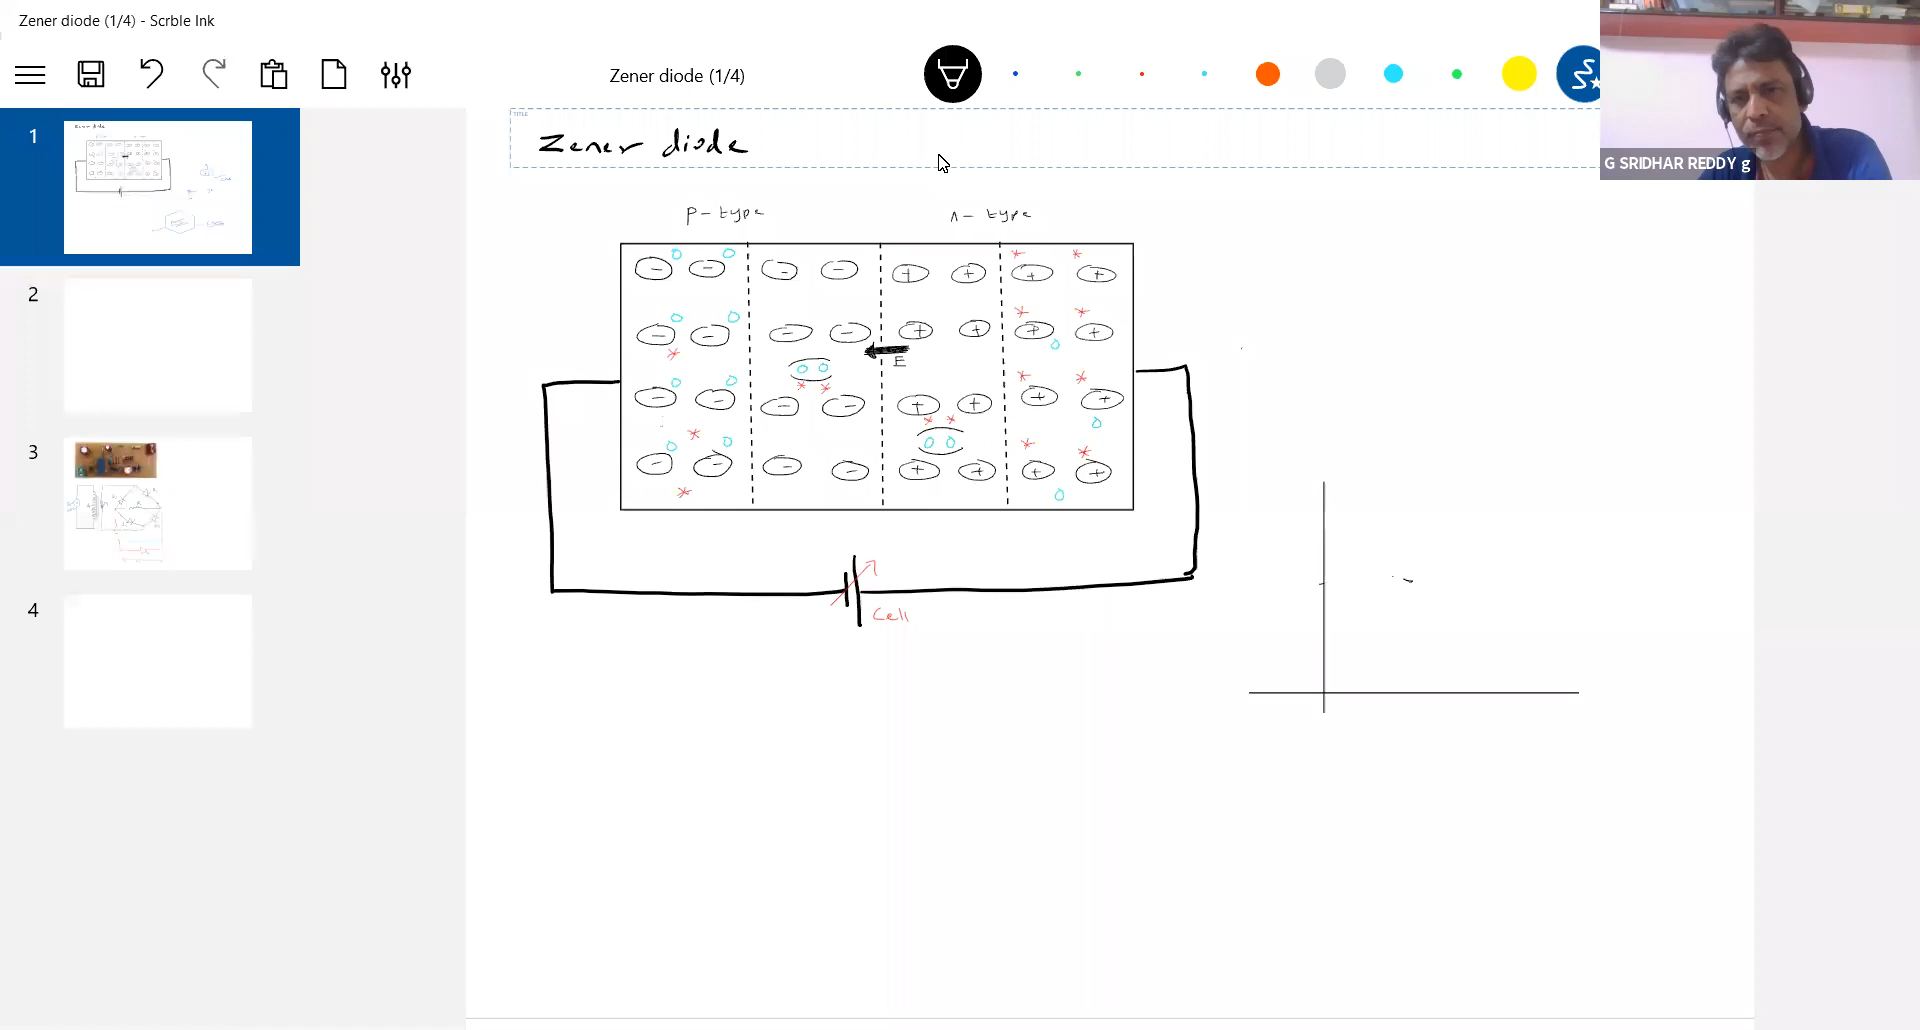 Zener diode (1/4) - Scrble Ink
Zener diode (1/4)
G SRIDHAR REDDY g
1
2
3
4
TITLE
Zener diode
p-type n-type
E
Cell